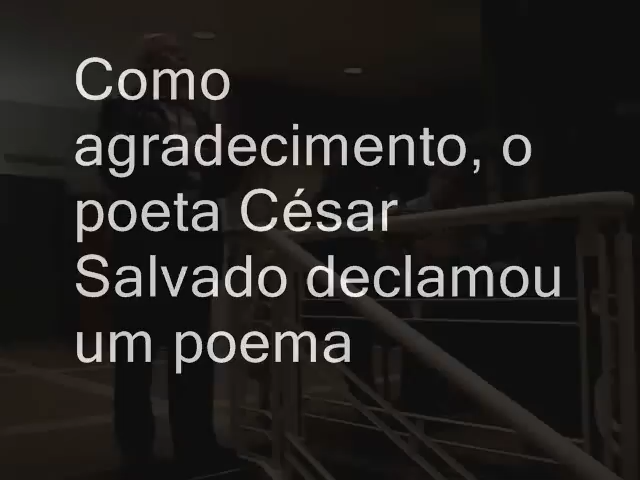 Como
agradecimento, o
poeta César
Salvado declamou
um poema